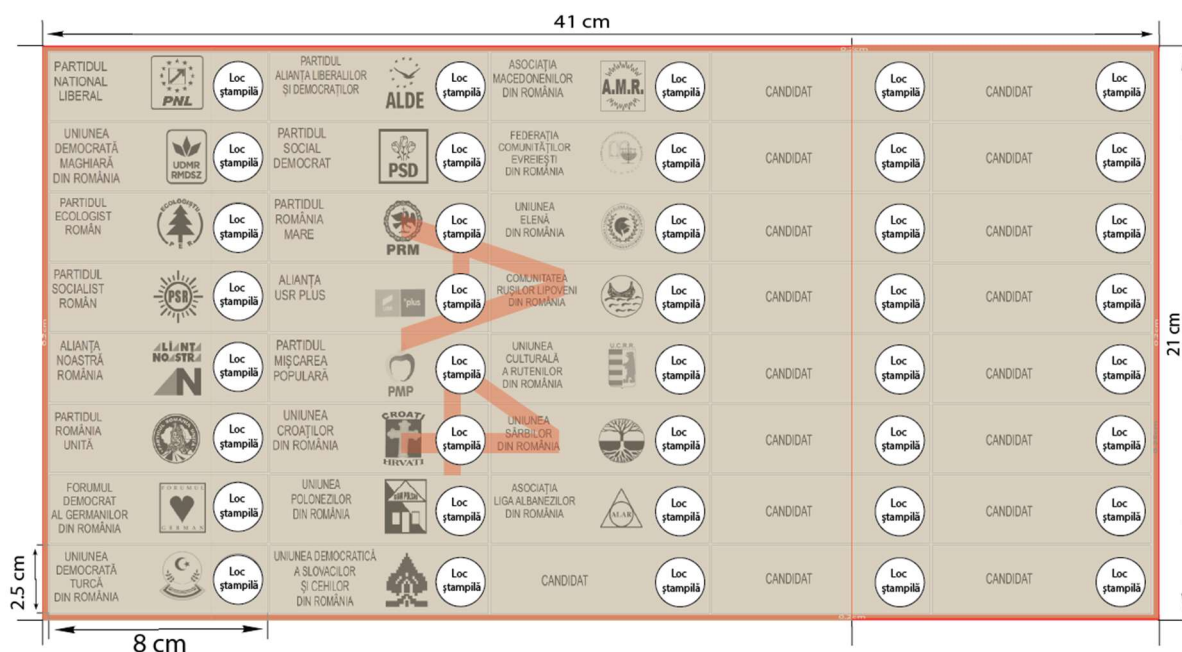 41 cm
PARTIDUL
NATIONAL
LIBERAL
PNL
Loc
ștampilă
PARTIDUL
ALIANȚA LIBERALILOR
ȘI DEMOCRAȚILOR
ALDE
Loc
ștampilă
ASOCIAȚIA
MACEDONENILOR
DIN ROMÂNIA
A.M.R.
Loc
ștampilă
CANDIDAT
Loc
ștampilă
CANDIDAT
Loc
ștampilă
UNIUNEA
DEMOCRATĂ
MAGHIARĂ
DIN ROMÂNIA
UDMR
RMDSZ
Loc
ștampilă
PARTIDUL
SOCIAL
DEMOCRAT
PSD
Loc
ștampilă
FEDERAȚIA
COMUNITĂȚILOR
EVREIEȘTI
DIN ROMÂNIA
Loc
ștampilă
CANDIDAT
Loc
ștampilă
CANDIDAT
Loc
ștampilă
PARTIDUL
ECOLOGIST
ROMÂN
Loc
ștampilă
PARTIDUL
ROMÂNIA
MARE
PRM
Loc
ștampilă
UNIUNEA
ELENĂ
DIN ROMÂNIA
Loc
ștampilă
CANDIDAT
Loc
ștampilă
CANDIDAT
Loc
ștampilă
PARTIDUL
SOCIALIST
ROMÂN
PSR
Loc
ștampilă
ALIANȚA
USR PLUS
plus
Loc
ștampilă
COMUNITATEA
RUȘILOR LIPOVENI
DIN ROMÂNIA
Loc
ștampilă
CANDIDAT
Loc
ștampilă
CANDIDAT
Loc
ștampilă
ALIANȚA
NOASTRĂ
ROMÂNIA
Loc
ștampilă
PARTIDUL
MIȘCAREA
POPULARĂ
PMP
Loc
ștampilă
UNIUNEA
CULTURALĂ
A RUTENILOR
DIN ROMÂNIA
U.C.R.R.
Loc
ștampilă
CANDIDAT
Loc
ștampilă
CANDIDAT
Loc
ștampilă
21 cm
PARTIDUL
ROMÂNIA
UNITĂ
Loc
ștampilă
UNIUNEA
CROAȚILOR
DIN ROMÂNIA
CROATI
HRVATI
Loc
ștampilă
UNIUNEA
SÂRBILOR
DIN ROMÂNIA
Loc
ștampilă
CANDIDAT
Loc
ștampilă
CANDIDAT
Loc
ștampilă
FORUMUL
DEMOCRAT
AL GERMANILOR
DIN ROMÂNIA
FORUMUL
GERMAN
Loc
ștampilă
UNIUNEA
POLONEZILOR
DIN ROMÂNIA
Loc
ștampilă
ASOCIAȚIA
LIGA ALBANEZILOR
DIN ROMÂNIA
ALAR
Loc
ștampilă
CANDIDAT
Loc
ștampilă
CANDIDAT
Loc
ștampilă
2.5 cm
UNIUNEA
DEMOCRATĂ
TURCĂ
DIN ROMÂNIA
Loc
ștampilă
UNIUNEA DEMOCRATICĂ
A SLOVACILOR
ȘI CEHILOR
DIN ROMÂNIA
Loc
ștampilă
CANDIDAT
Loc
ștampilă
CANDIDAT
Loc
ștampilă
CANDIDAT
Loc
ștampilă
8 cm